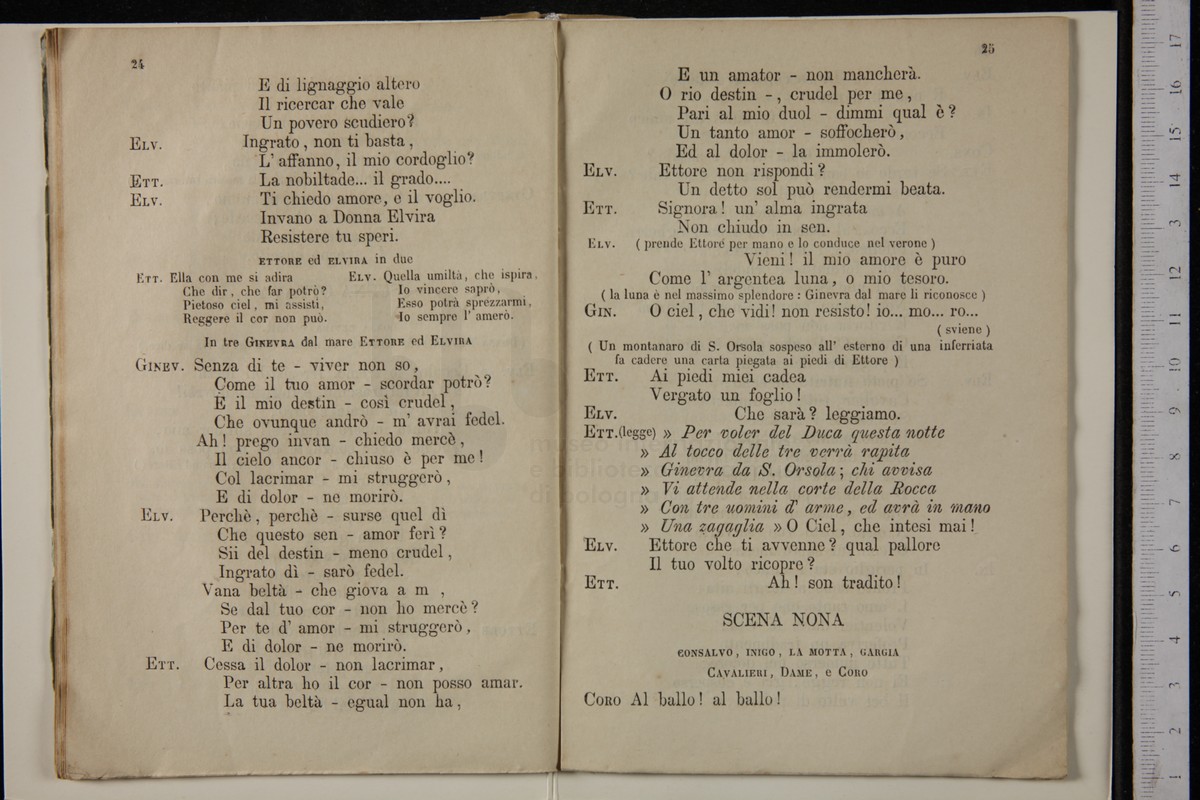 24
E di lignaggio altero
Il ricercar che vale
Un povero scudiero?
ELV. Ingrato, non ti basta,
L' affanno, il mio cordoglio?
ETT. La nobiltade... il grado....
ELV. Ti chiedo amore, e il voglio.
Invano a Donna Elvira
Resistere tu speri.
ETTORE ed ELVIRA in due
ETT. Ella con me si adira
Che dir, che far potrò?
Pietoso ciel, mi assisti,
Reggere il cor non può.
ELV. Quella umiltà, che ispira,
Io vincere saprò,
Esso potrà sprezzarmi,
Io sempre l' amerò.
In tre GINEVRA dal mare ETTORE ed ELVIRA
GINEV. Senza di te - viver non so,
Come il tuo amor - scordar potrò?
E il mio destin - così crudel,
Che ovunque andrò - m' avrai fedel.
Ah! prego invan - chiedo mercè,
Il cielo ancor - chiuso è per me!
Col lacrimar - mi struggerò,
E di dolor - ne morirò.
ELV. Perchè, perchè - surse quel dì
Che questo sen - amor ferì?
Sii del destin - meno crudel,
Ingrato dì - sarò fedel.
Vana beltà - che giova a m ,
Se dal tuo cor - non ho mercè?
Per te d' amor - mi struggerò,
E di dolor - ne morirò.
ETT. Cessa il dolor - non lacrimar,
Per altra ho il cor - non posso amar.
La tua beltà - egual non ha,
25
E un amator - non mancherà.
O rio destin -, crudel per me,
Pari al mio duol - dimmi qual è?
Un tanto amor - soffocherò,
Ed al dolor - la immolerò.
ELV. Ettore non rispondi?
Un detto sol può rendermi beata.
ETT. Signora! un' alma ingrata
Non chiudo in sen.
ELV. (prende Ettore per mano e lo conduce nel verone)
Vieni! il mio amore è puro
Come l' argentea luna, o mio tesoro.
(la luna è nel massimo splendore: Ginevra dal mare li riconosce)
GIN. O ciel, che vidi! non resisto! io... mo... ro...
(sviene)
( Un montanaro di S. Orsola sospeso all' esterno di una inferriata
fa cadere una carta piegata ai piedi di Ettore )
ETT. Ai piedi miei cadea
Vergato un foglio!
ELV. Che sarà? leggiamo.
ETT.(legge) » Per voler del Duca questa notte
» Al tocco delle tre verrà rapita
» Ginevra da S. Orsola; chi avvisa
» Vi attende nella corte della Rocca
» Con tre uomini d' arme, ed avrà in mano
» Una zagaglia » O Ciel, che intesi mai!
ELV. Ettore che ti avvenne? qual pallore
Il tuo volto ricopre?
ETT. Ah! son tradito!
SCENA NONA
CONSALVO, INIGO, LA MOTTA, GARGIA
CAVALIERI, DAME, e CORO
CORO Al ballo! al ballo!